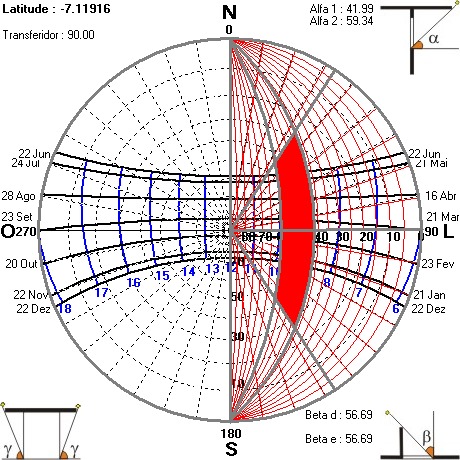 Latitude : -7.11916
Transferidor : 90.00
N
0
Alfa 1 : 41.99
Alfa 2 : 59.34
α
22 Jun
24 Jul
22 Jun
21 Mai
28 Ago
16 Abr
23 Set
21 Mar
O 270
40 30 20 10 90 L
20 Out
23 Fev
13 12
14
15
16
17
18
8
7
6
22 Nov
22 Dez
21 Jan
22 Dez
50
30
10
180
S
Beta d : 56.69
Beta e : 56.69
β
γ γ